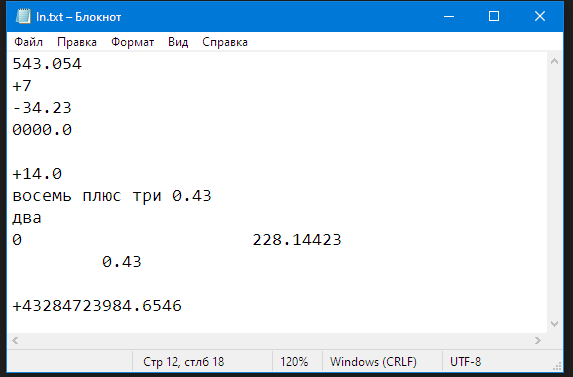 In.txt – Блокнот
Файл Правка Формат Вид Справка
543.054
+7
-34.23
0000.0
+14.0
восемь плюс три 0.43
два
0 228.14423
0.43
+43284723984.6546
Стр 12, стлб 18 120% Windows (CRLF) UTF-8